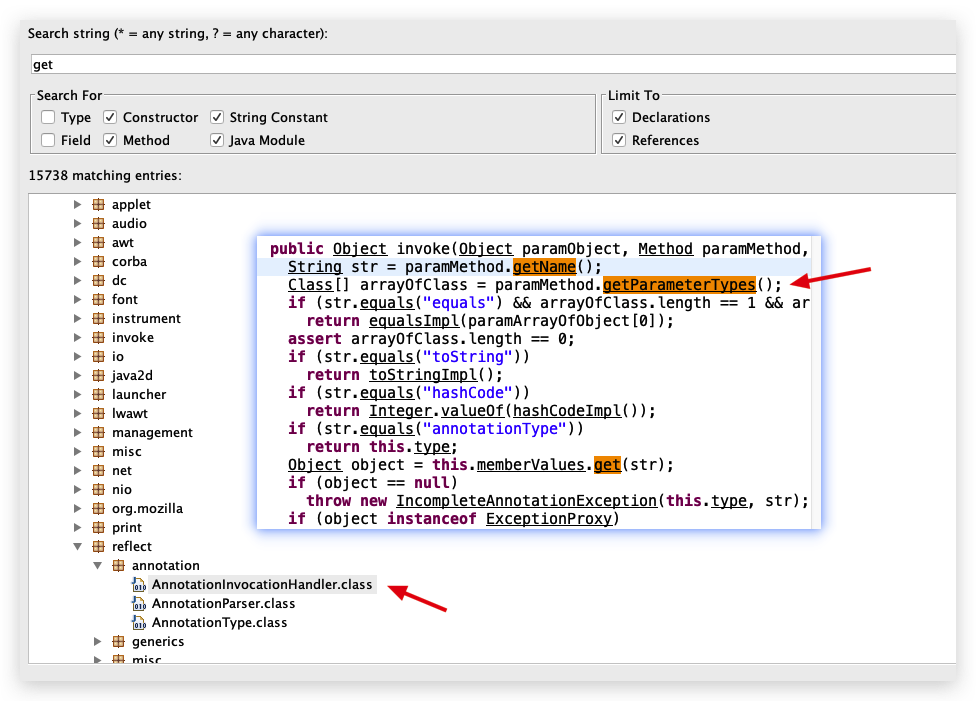 Search string (* = any string, ? = any character):
get
Search For
Type Constructor String Constant
Field Method Java Module
Limit To
Declarations
References
15738 matching entries:
applet
audio
awt
corba
dc
font
instrument
invoke
io
java2d
launcher
lwawt
management
misc
net
nio
org.mozilla
print
reflect
annotation
AnnotationInvocationHandler.class
AnnotationParser.class
AnnotationType.class
generics
misc
public Object invoke(Object paramObject, Method paramMethod,
String str = paramMethod.getName();
Class[] arrayOfClass = paramMethod.getParameterTypes();
if (str.equals("equals") && arrayOfClass.length == 1 && ar
return equalsImpl(paramArrayOfObject[0]);
assert arrayOfClass.length == 0;
if (str.equals("toString"))
return toStringImpl();
if (str.equals("hashCode"))
return Integer.valueOf(hashCodeImpl());
if (str.equals("annotationType"))
return this.type;
Object object = this.memberValues.get(str);
if (object == null)
throw new IncompleteAnnotationException(this.type, str);
if (object instanceof ExceptionProxy)